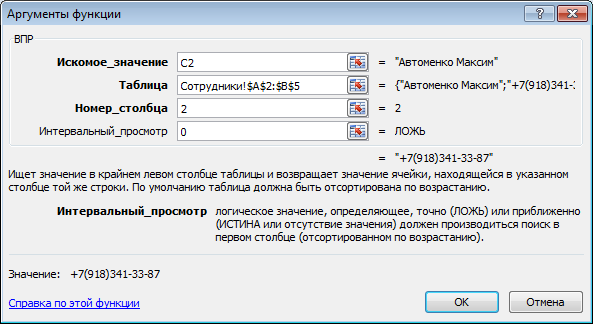 Аргументы функции
ВПР
Искомое_значение C2 = "Автоменко Максим"
Таблица Сотрудники!$A$2:$B$5 = {"Автоменко Максим";"+7(918)341-3
Номер_столбца 2 = 2
Интервальный_просмотр 0 = ЛОЖЬ
= "+7(918)341-33-87"
Ищет значение в крайнем левом столбце таблицы и возвращает значение ячейки, находящейся в указанном
столбце той же строки. По умолчанию таблица должна быть отсортирована по возрастанию.
Интервальный_просмотр логическое значение, определяющее, точно (ЛОЖЬ) или приближенно
(ИСТИНА или отсутствие значения) должен производиться поиск в
первом столбце (отсортированном по возрастанию).
Значение: +7(918)341-33-87
Справка по этой функции
ОК
Отмена